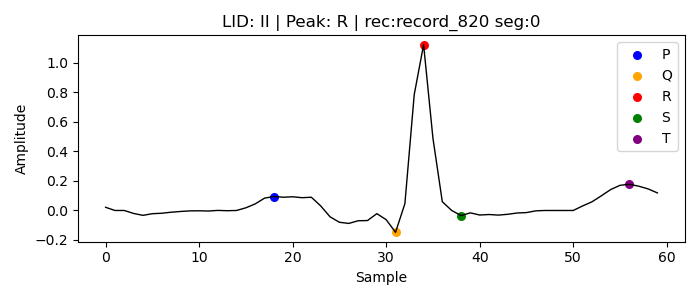 LID: II | Peak: R | rec:record_820 seg:0
P
Q
R
S
T
1.0
0.8
0.6
0.4
0.2
0.0
−0.2
Amplitude
0 10 20 30 40 50 60
Sample